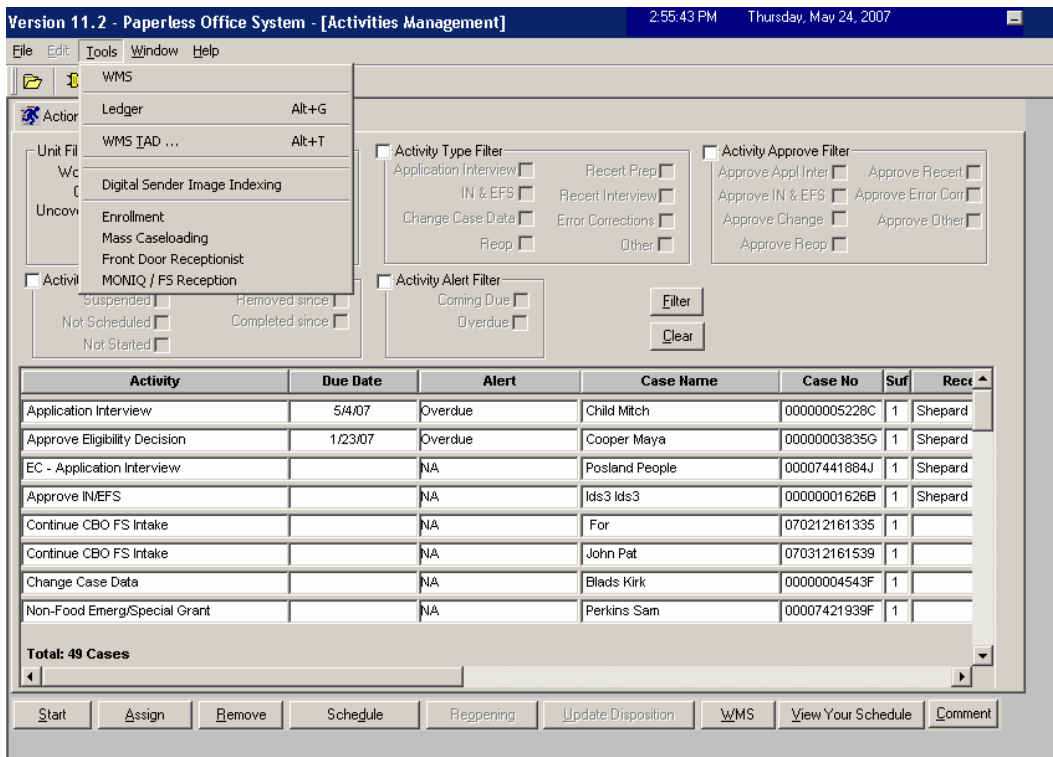 Version 11.2 - Paperless Office System - [Activities Management] 2:55:43 PM Thursday, May 24, 2007
File Edit Tools Window Help
WMS
Ledger Alt+G
WMS TAD ... Alt+T
Digital Sender Image Indexing
Enrollment
Mass Caseloading
Front Door Receptionist
MONIQ / FS Reception
Action
Unit Fil
Uncov
Activity Type Filter
Application Interview Recert Prep
IN & EFS Recert Interview
Change Case Data Error Corrections
Reop Other
Activity Approve Filter
Approve Appl Inter Approve Recert
Approve IN & EFS Approve Error Corr
Approve Change Approve Other
Approve Reop
Activi
Suspended Removed since
Not Scheduled Completed since
Not Started
Activity Alert Filter
Coming Due
Overdue
Filter
Clear
Activity Due Date Alert Case Name Case No Suf Rece
Application Interview 5/4/07 Overdue Child Mitch 00000005228C 1 Shepard
Approve Eligibility Decision 1/23/07 Overdue Cooper Maya 00000003835G 1 Shepard
EC - Application Interview NA Posland People 00007441884J 1 Shepard
Approve IN/EFS NA Ids3 Ids3 00000001626B 1 Shepard
Continue CBO FS Intake NA For 070212161335 1
Continue CBO FS Intake NA John Pat 070312161539 1
Change Case Data NA Blads Kirk 00000004543F 1
Non-Food Emerg/Special Grant NA Perkins Sam 00007421939F 1
Total: 49 Cases
Start Assign Remove Schedule Reopening Update Disposition WMS View Your Schedule Comment